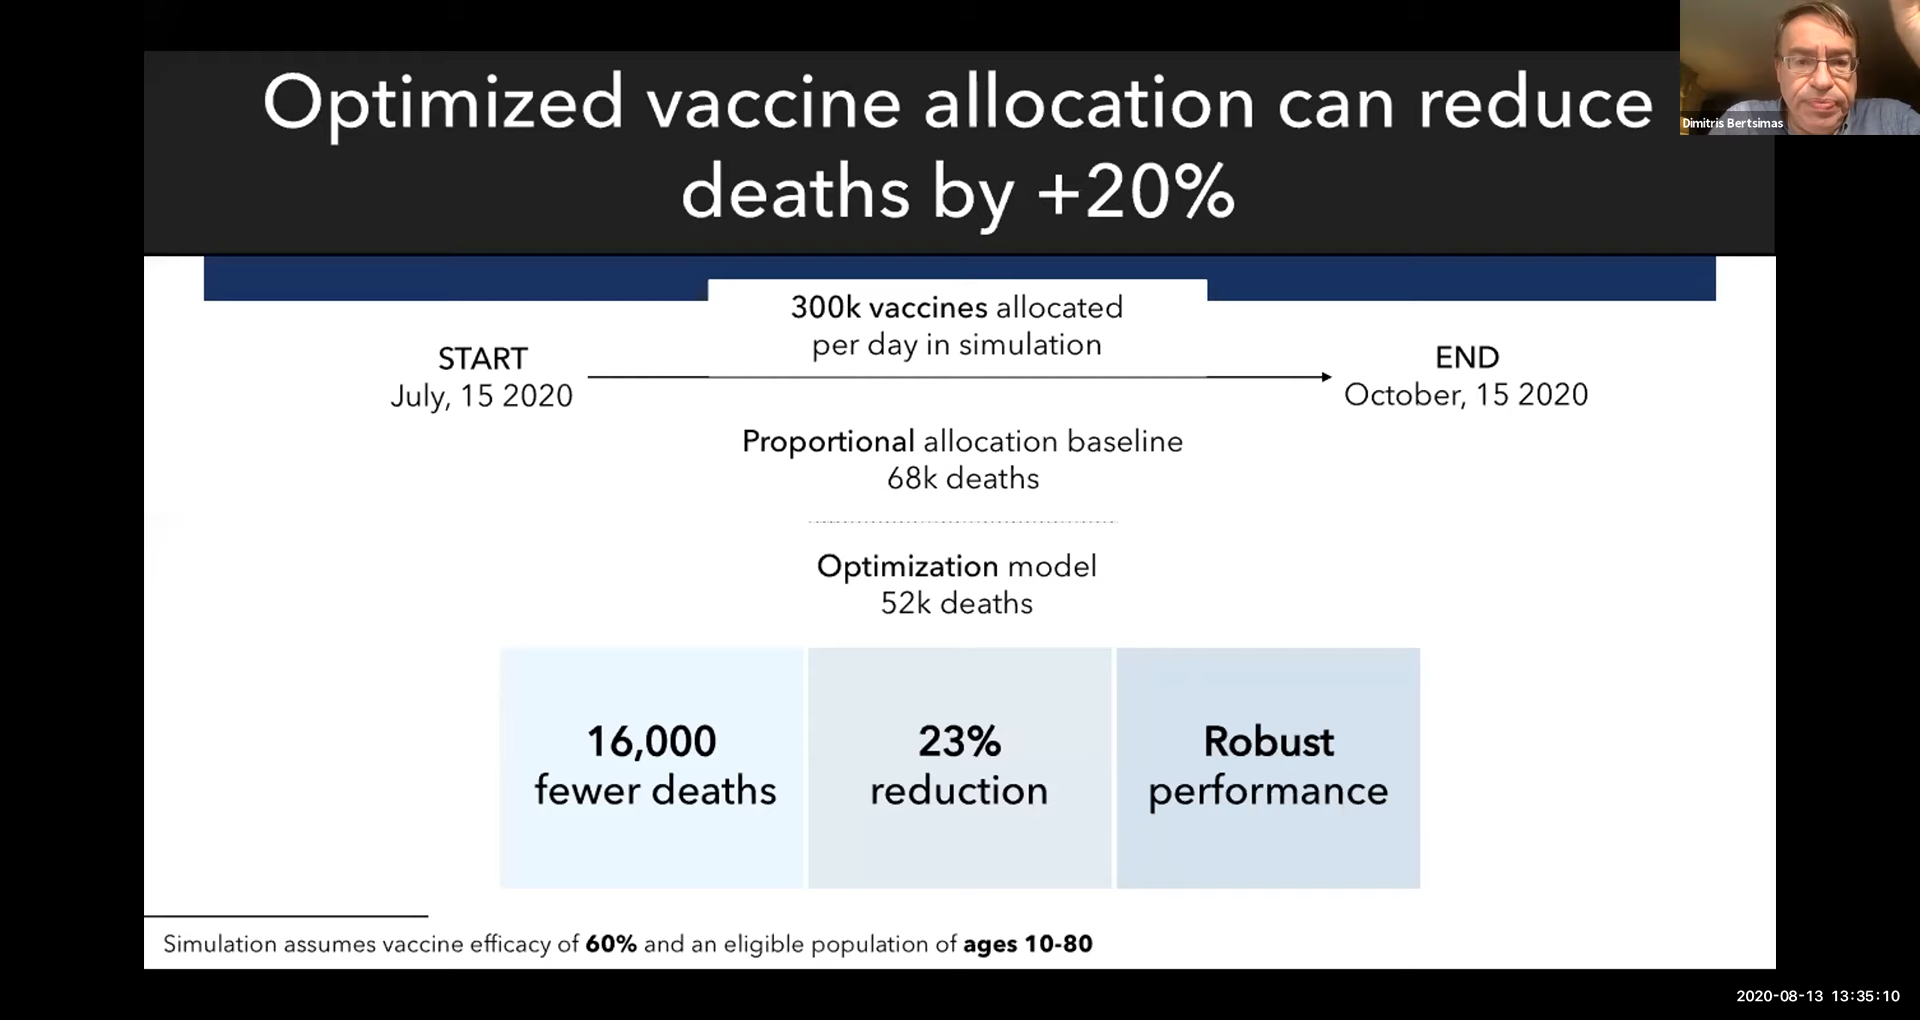 Optimized vaccine allocation can reduce
deaths by +20%
Dimitris Bertsimas
300k vaccines allocated
per day in simulation
START
July, 15 2020
END
October, 15 2020
Proportional allocation baseline
68k deaths
Optimization model
52k deaths
16,000
fewer deaths
23%
reduction
Robust
performance
Simulation assumes vaccine efficacy of 60% and an eligible population of ages 10-80
2020-08-13 13:35:10